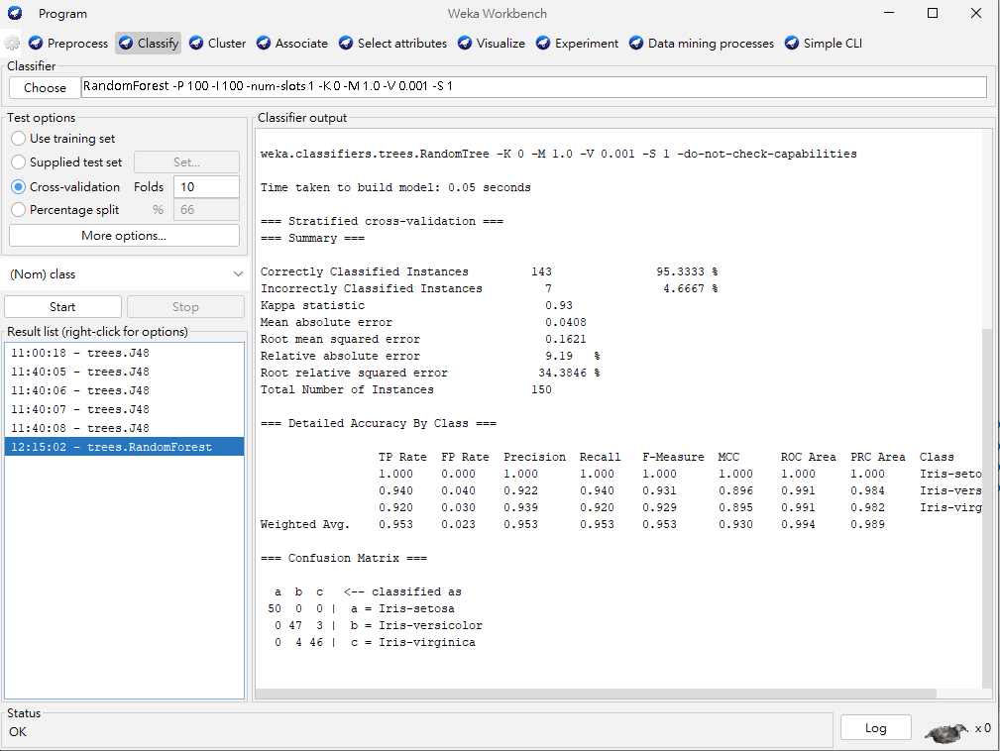 Program
Weka Workbench
Preprocess Classify Cluster Associate Select attributes Visualize Experiment Data mining processes Simple CLI
Classifier
Choose RandomForest -P 100 -I 100 -num-slots 1 -K 0 -M 1.0 -V 0.001 -S 1
Test options
Use training set
Supplied test set Set...
Cross-validation Folds 10
Percentage split % 66
More options...
(Nom) class
Start Stop
Result list (right-click for options)
11:00:18 - trees.J48
11:40:05 - trees.J48
11:40:06 - trees.J48
11:40:07 - trees.J48
11:40:08 - trees.J48
12:15:02 - trees.RandomForest
Classifier output
weka.classifiers.trees.RandomTree -K 0 -M 1.0 -V 0.001 -S 1 -do-not-check-capabilities
Time taken to build model: 0.05 seconds
=== Stratified cross-validation ===
=== Summary ===
Correctly Classified Instances 143 95.3333 %
Incorrectly Classified Instances 7 4.6667 %
Kappa statistic 0.93
Mean absolute error 0.0408
Root mean squared error 0.1621
Relative absolute error 9.19 %
Root relative squared error 34.3846 %
Total Number of Instances 150
=== Detailed Accuracy By Class ===
TP Rate FP Rate Precision Recall F-Measure MCC ROC Area PRC Area Class
1.000 0.000 1.000 1.000 1.000 1.000 1.000 1.000 Iris-seto
0.940 0.040 0.922 0.940 0.931 0.896 0.991 0.984 Iris-vers
0.920 0.030 0.939 0.920 0.929 0.895 0.991 0.982 Iris-virg
Weighted Avg. 0.953 0.023 0.953 0.953 0.953 0.930 0.994 0.989
=== Confusion Matrix ===
a b c <-- classified as
50 0 0 | a = Iris-setosa
0 47 3 | b = Iris-versicolor
0 4 46 | c = Iris-virginica
Status
OK
Log x 0